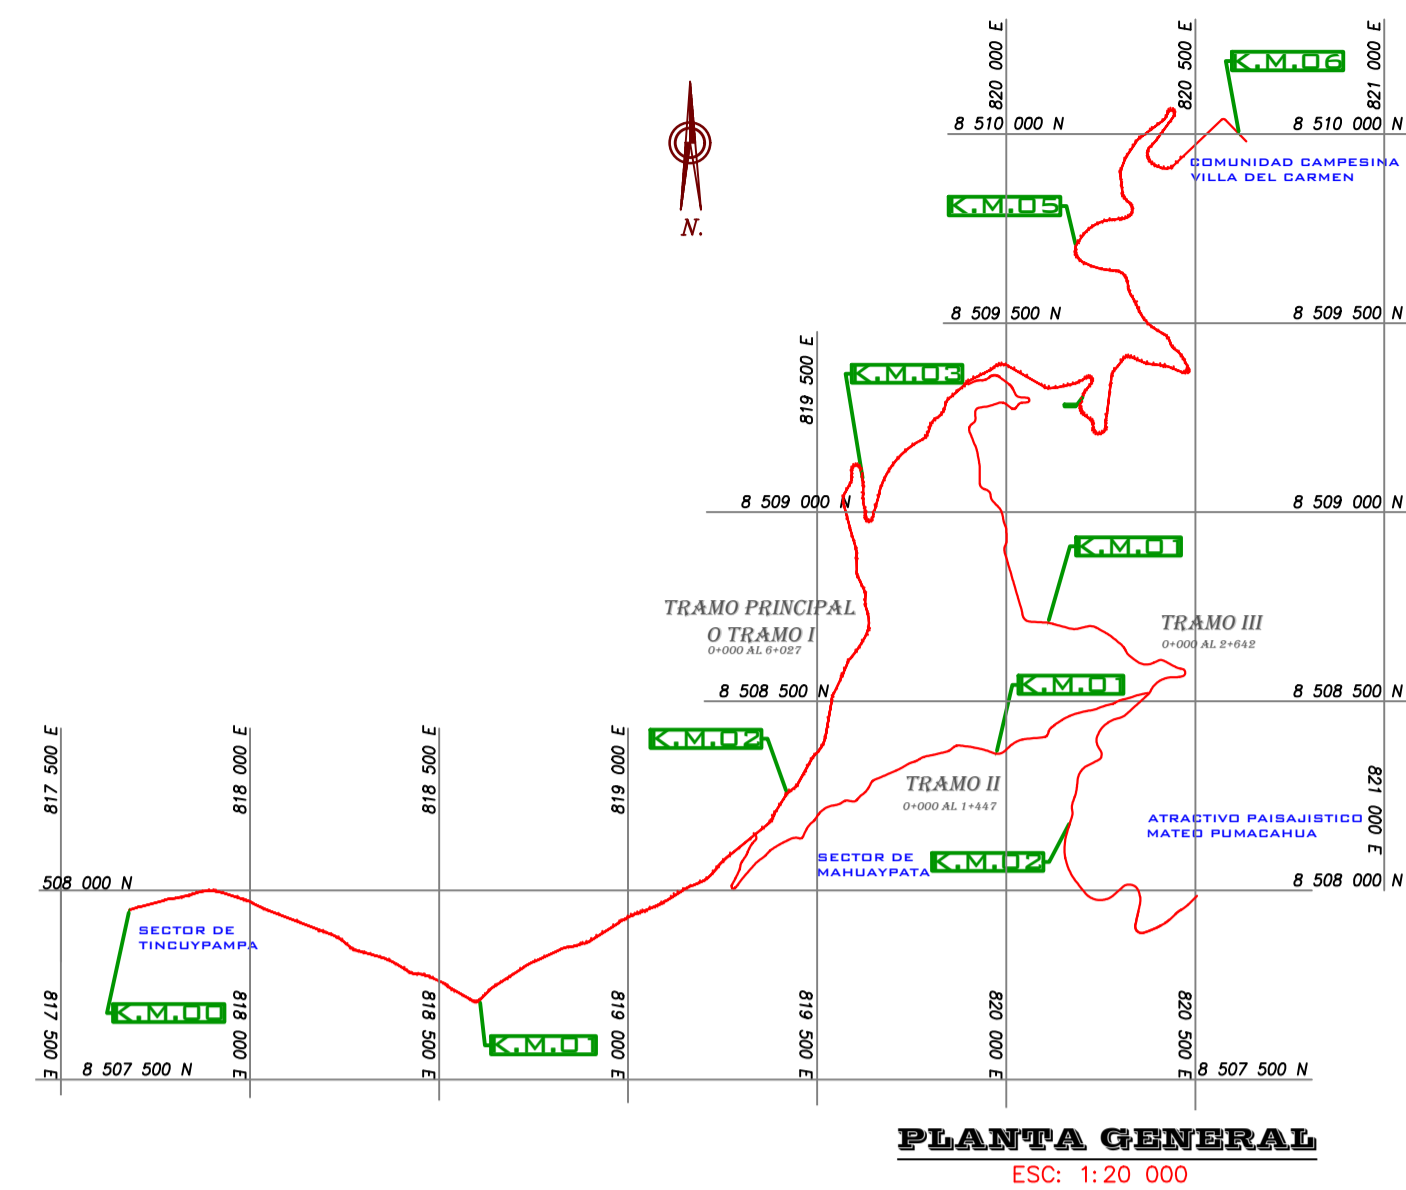 820 000 E
820 500 E
821 000 E
K.M.06
8 510 000 N
8 510 000 N
COMUNIDAD CAMPESINA
VILLA DEL CARMEN
K.M.05
N.
8 509 500 N
8 509 500 N
819 500 E
K.M.03
8 509 000 N
8 509 000 N
K.M.01
TRAMO PRINCIPAL
O TRAMO I
0+000 AL 6+027
TRAMO III
0+000 AL 2+642
K.M.01
8 508 500 N
8 508 500 N
K.M.02
817 500 E
818 000 E
818 500 E
819 000 E
821 000 E
TRAMO II
0+000 AL 1+447
ATRACTIVO PAISAJISTICO
MATEO PUMACAHUA
SECTOR DE
MAHUAYPATA
K.M.02
508 000 N
8 508 000 N
SECTOR DE
TINCUYPAMPA
K.M.00
K.M.01
817 500 E
818 000 E
818 500 E
819 000 E
819 500 E
820 000 E
820 500 E
8 507 500 N
8 507 500 N
PLANTA GENERAL
ESC: 1:20 000